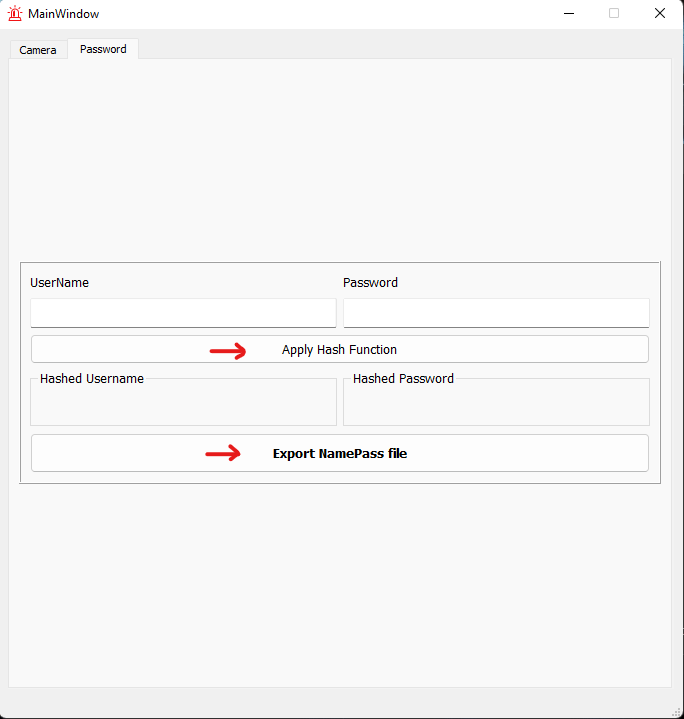 MainWindow
Camera
Password
UserName
Password
Apply Hash Function
Hashed Username
Hashed Password
Export NamePass file